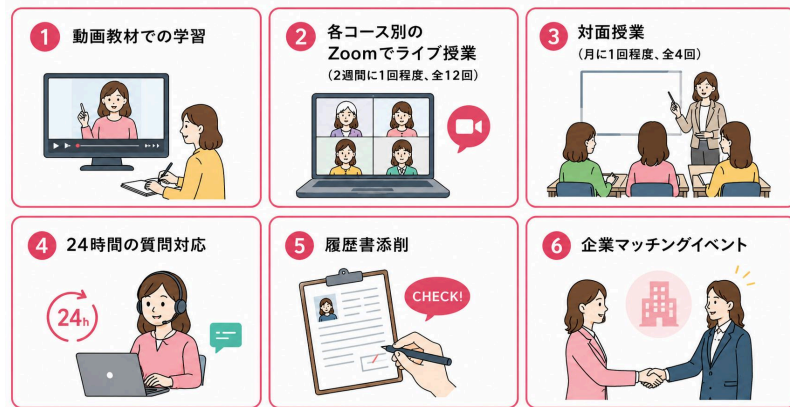 1 動画教材での学習
2 各コース別の
Zoomでライブ授業
(2週間に1回程度、全12回)
3 対面授業
(月に1回程度、全4回)
4 24時間の質問対応
24h
5 履歴書添削
CHECK!
6 企業マッチングイベント